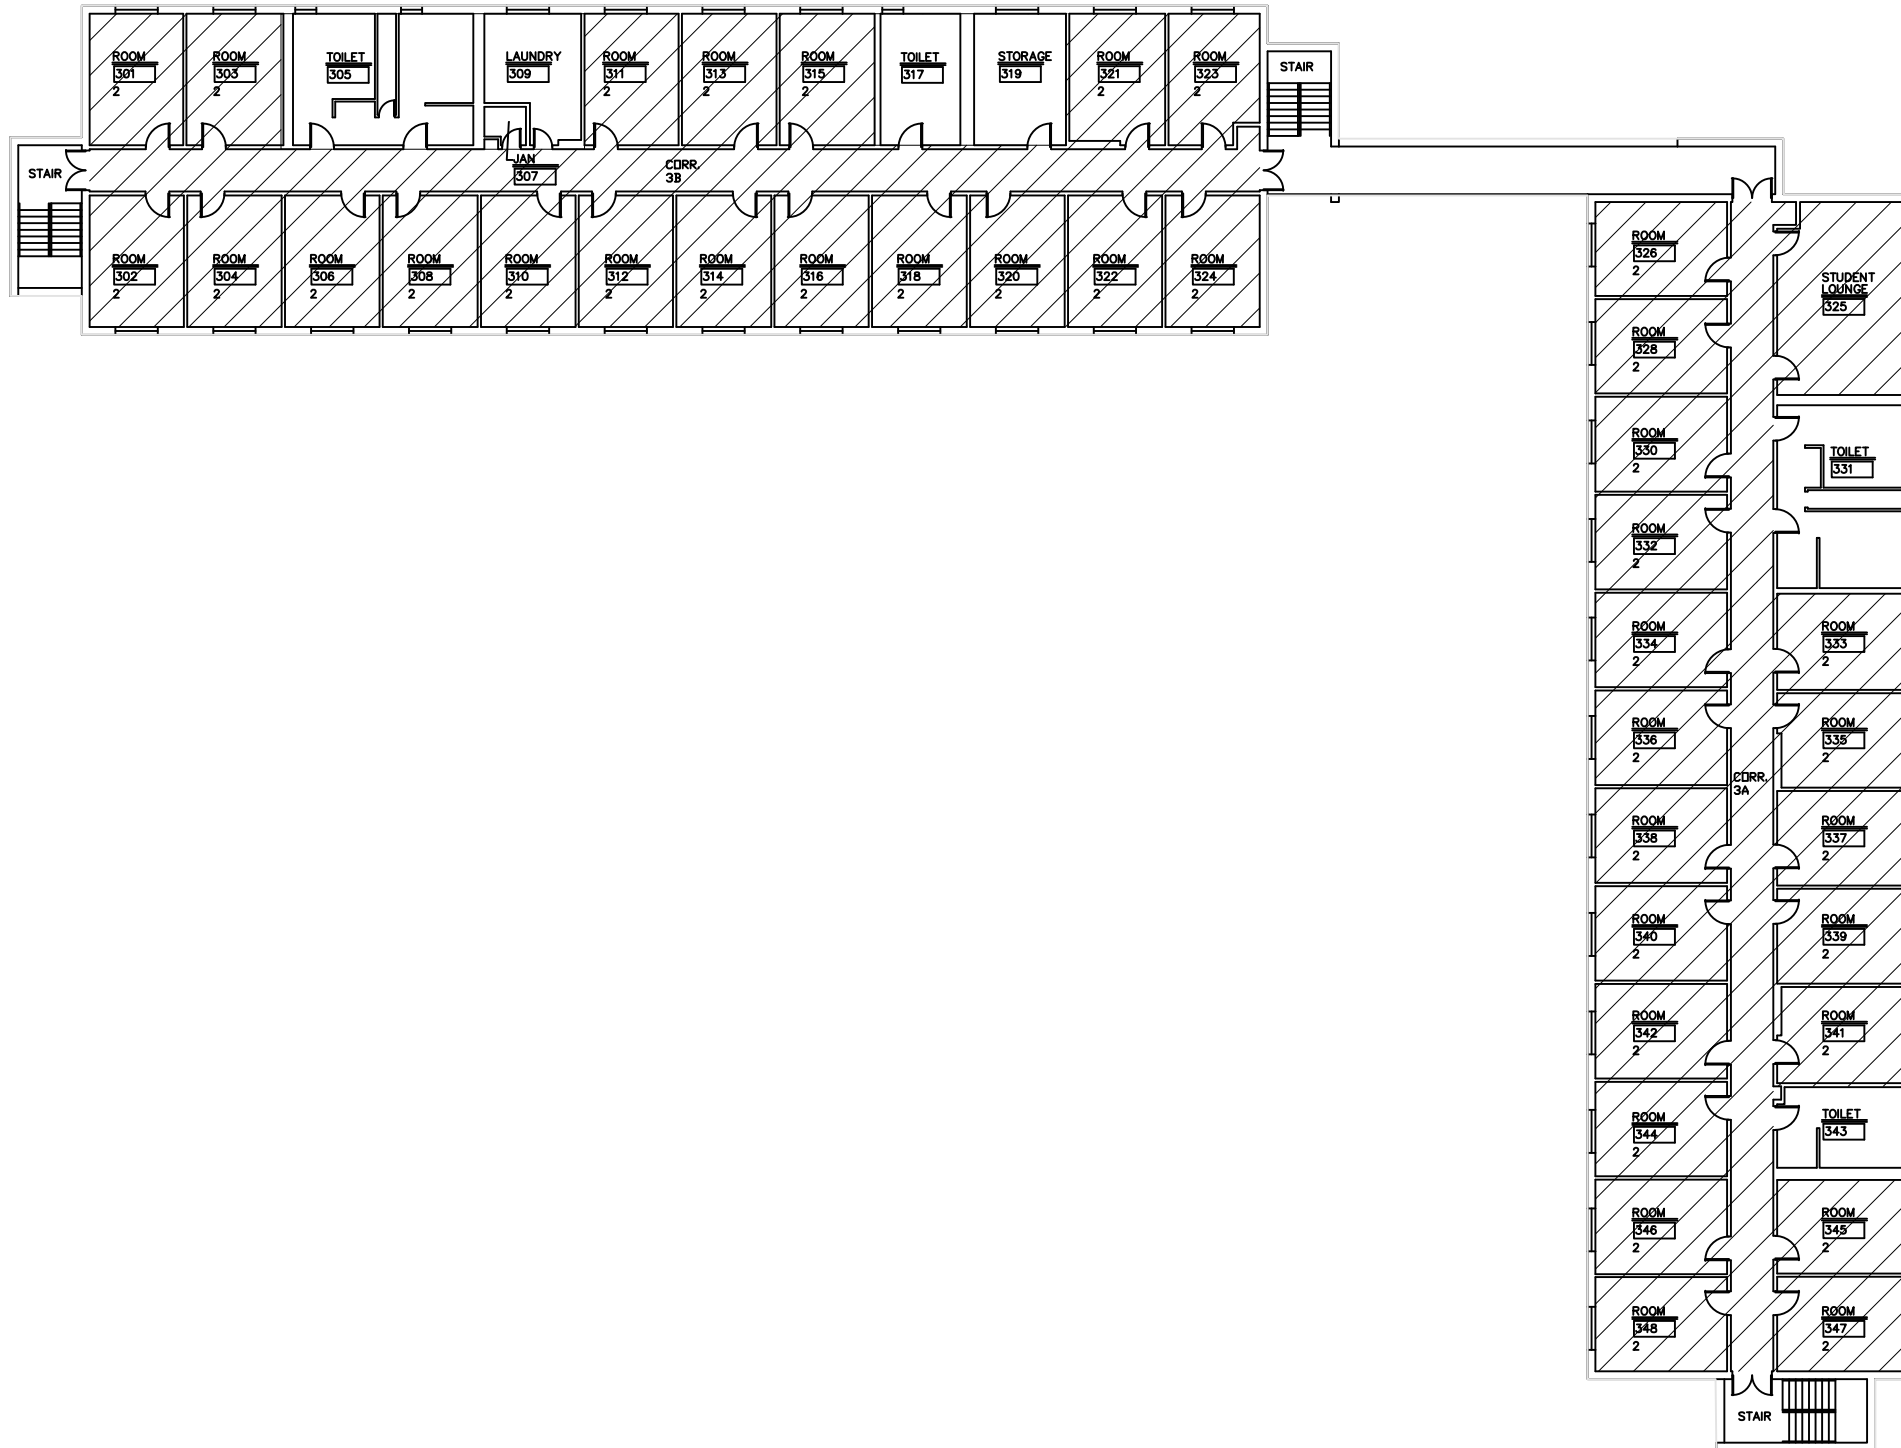 ROOM
301
2
ROOM
303
2
TOILET
305
LAUNDRY
309
ROOM
311
2
ROOM
313
2
ROOM
315
2
TOILET
317
STORAGE
319
ROOM
321
2
ROOM
323
2
STAIR
STAIR
JAN
307
CORR.
3B
ROOM
302
2
ROOM
304
2
ROOM
306
2
ROOM
308
2
ROOM
310
2
ROOM
312
2
ROOM
314
2
ROOM
316
2
ROOM
318
2
ROOM
320
2
ROOM
322
2
ROOM
324
2
ROOM
326
2
STUDENT
LOUNGE
325
ROOM
328
2
ROOM
330
2
TOILET
331
ROOM
332
2
ROOM
334
2
ROOM
333
2
ROOM
336
2
ROOM
335
2
CORR.
3A
ROOM
338
2
ROOM
337
2
ROOM
340
2
ROOM
339
2
ROOM
342
2
ROOM
341
2
ROOM
344
2
TOILET
343
ROOM
346
2
ROOM
345
2
ROOM
348
2
ROOM
347
2
STAIR